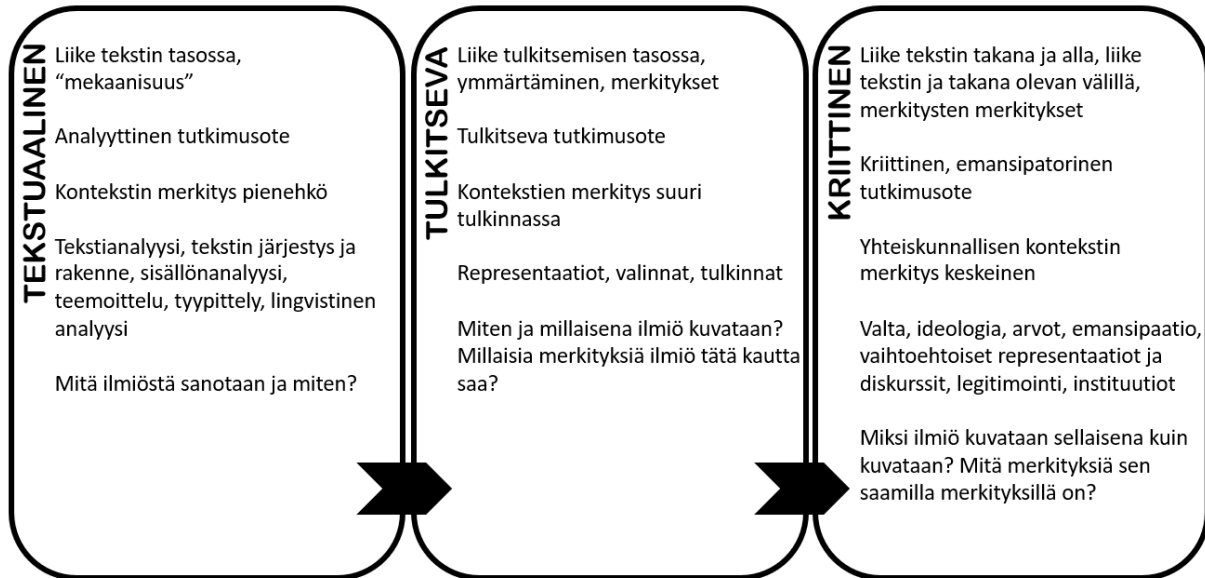 TEKSTUAALINEN
Liike tekstin tasossa,
“mekaanisuus”
Analyyttinen tutkimusote
Kontekstin merkitys pienehkö
Tekstianalyysi, tekstin järjestys ja
rakenne, sisällönanalyysi,
teemoittelu, tyypittely, lingvistinen
analyysi
Mitä ilmiöstä sanotaan ja miten?
TULKITSEVA
Liike tulkitsemisen tasossa,
ymmärtäminen, merkitykset
Tulkitseva tutkimusote
Kontekstien merkitys suuri
tulkinnassa
Representaatiot, valinnat, tulkinnat
Miten ja millaisena ilmiö kuvataan?
Millaisia merkityksiä ilmiö tätä kautta
saa?
KRIITTINEN
Liike tekstin takana ja alla, liike
tekstin ja takana olevan välillä,
merkitysten merkitykset
Kriittinen, emansipatorinen
tutkimusote
Yhteiskunnallisen kontekstin
merkitys keskeinen
Valta, ideologia, arvot, emansipaatio,
vaihtoehtoiset representaatiot ja
diskurssit, legitimointi, instituutiot
Miksi ilmiö kuvataan sellaisena kuin
kuvataan? Mitä merkityksiä sen
saamilla merkityksillä on?